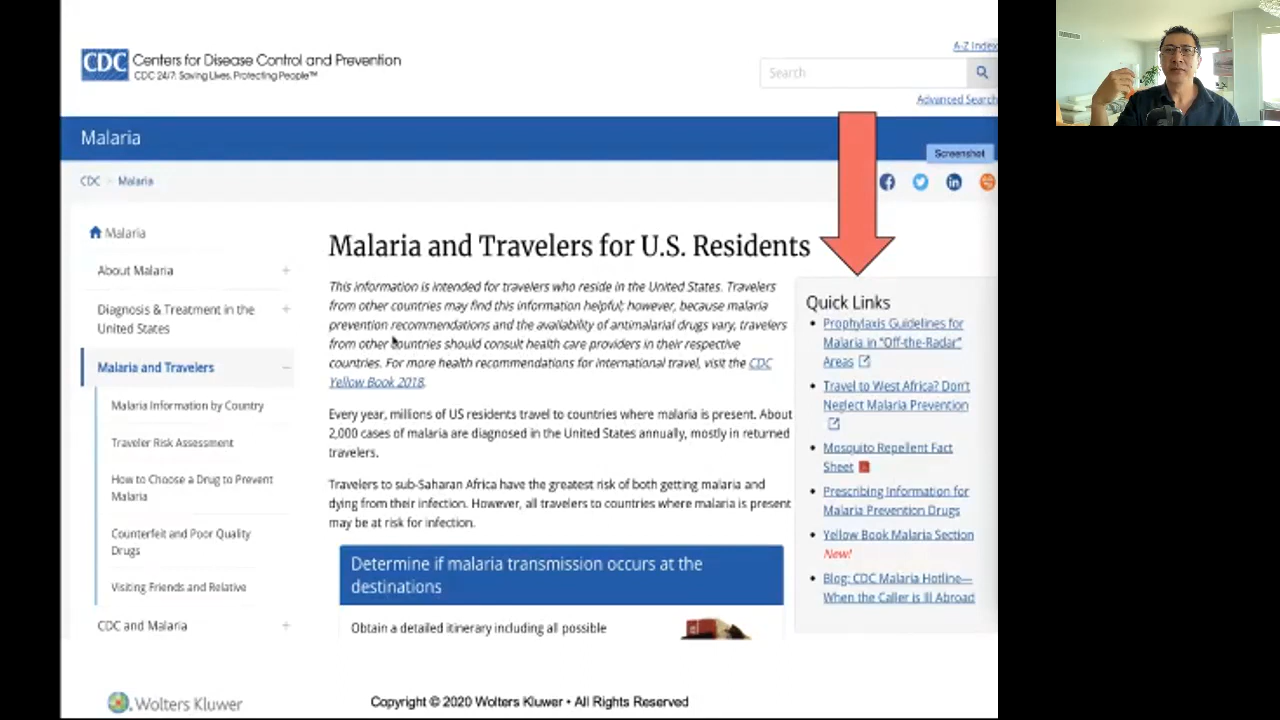 CDC Centers for Disease Control and Prevention
CDC 24/7. Saving Lives, Protecting People™
A-Z Index
Search
Advanced Search
Malaria
Screenshot
CDC Malaria
Malaria
About Malaria
Diagnosis & Treatment in the
United States
Malaria and Travelers
Malaria Information by Country
Traveler Risk Assessment
How to Choose a Drug to Prevent
Malaria
Counterfeit and Poor Quality
Drugs
Visiting Friends and Relative
CDC and Malaria
Malaria and Travelers for U.S. Residents
This information is intended for travelers who reside in the United States. Travelers
from other countries may find this information helpful; however, because malaria
prevention recommendations and the availability of antimalarial drugs vary, travelers
from other countries should consult health care providers in their respective
countries. For more health recommendations for international travel, visit the CDC
Yellow Book 2018.
Every year, millions of US residents travel to countries where malaria is present. About
2,000 cases of malaria are diagnosed in the United States annually, mostly in returned
travelers.
Travelers to sub-Saharan Africa have the greatest risk of both getting malaria and
dying from their infection. However, all travelers to countries where malaria is present
may be at risk for infection.
Determine if malaria transmission occurs at the
destinations
Obtain a detailed itinerary including all possible
Quick Links
Prophylaxis Guidelines for
Malaria in "Off-the-Radar"
Areas
Travel to West Africa? Don't
Neglect Malaria Prevention
Mosquito Repellent Fact
Sheet
Prescribing Information for
Malaria Prevention Drugs
Yellow Book Malaria Section
New!
Blog: CDC Malaria Hotline—
When the Caller is Ill Abroad
Wolters Kluwer
Copyright © 2020 Wolters Kluwer • All Rights Reserved